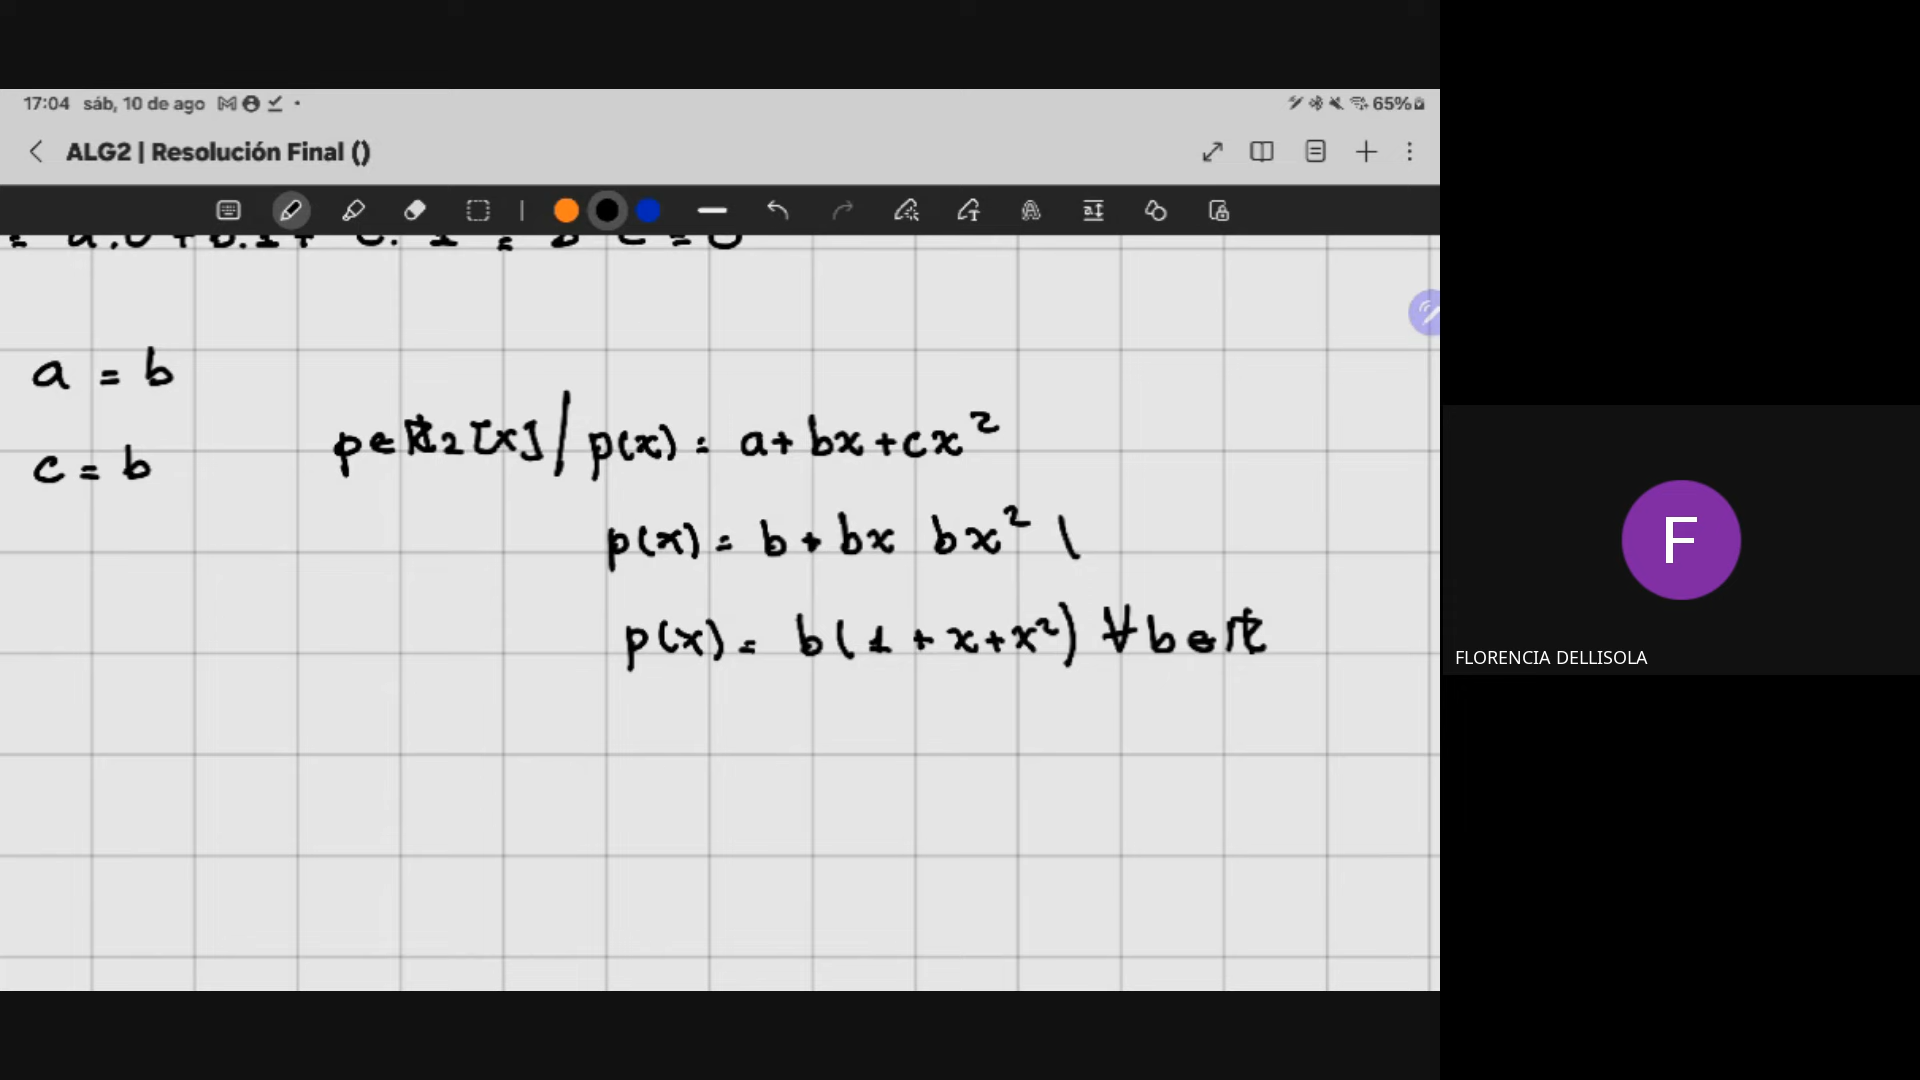 17:04 sáb, 10 de ago
65%
ALG2 | Resolución Final ()
a = b
p∈ℝ2[x] / p(x) = a + bx + cx²
c = b
p(x) = b + bx bx² (
p(x) = b(1 + x + x²) ∀ b ∈ ℝ
F
FLORENCIA DELLISOLA